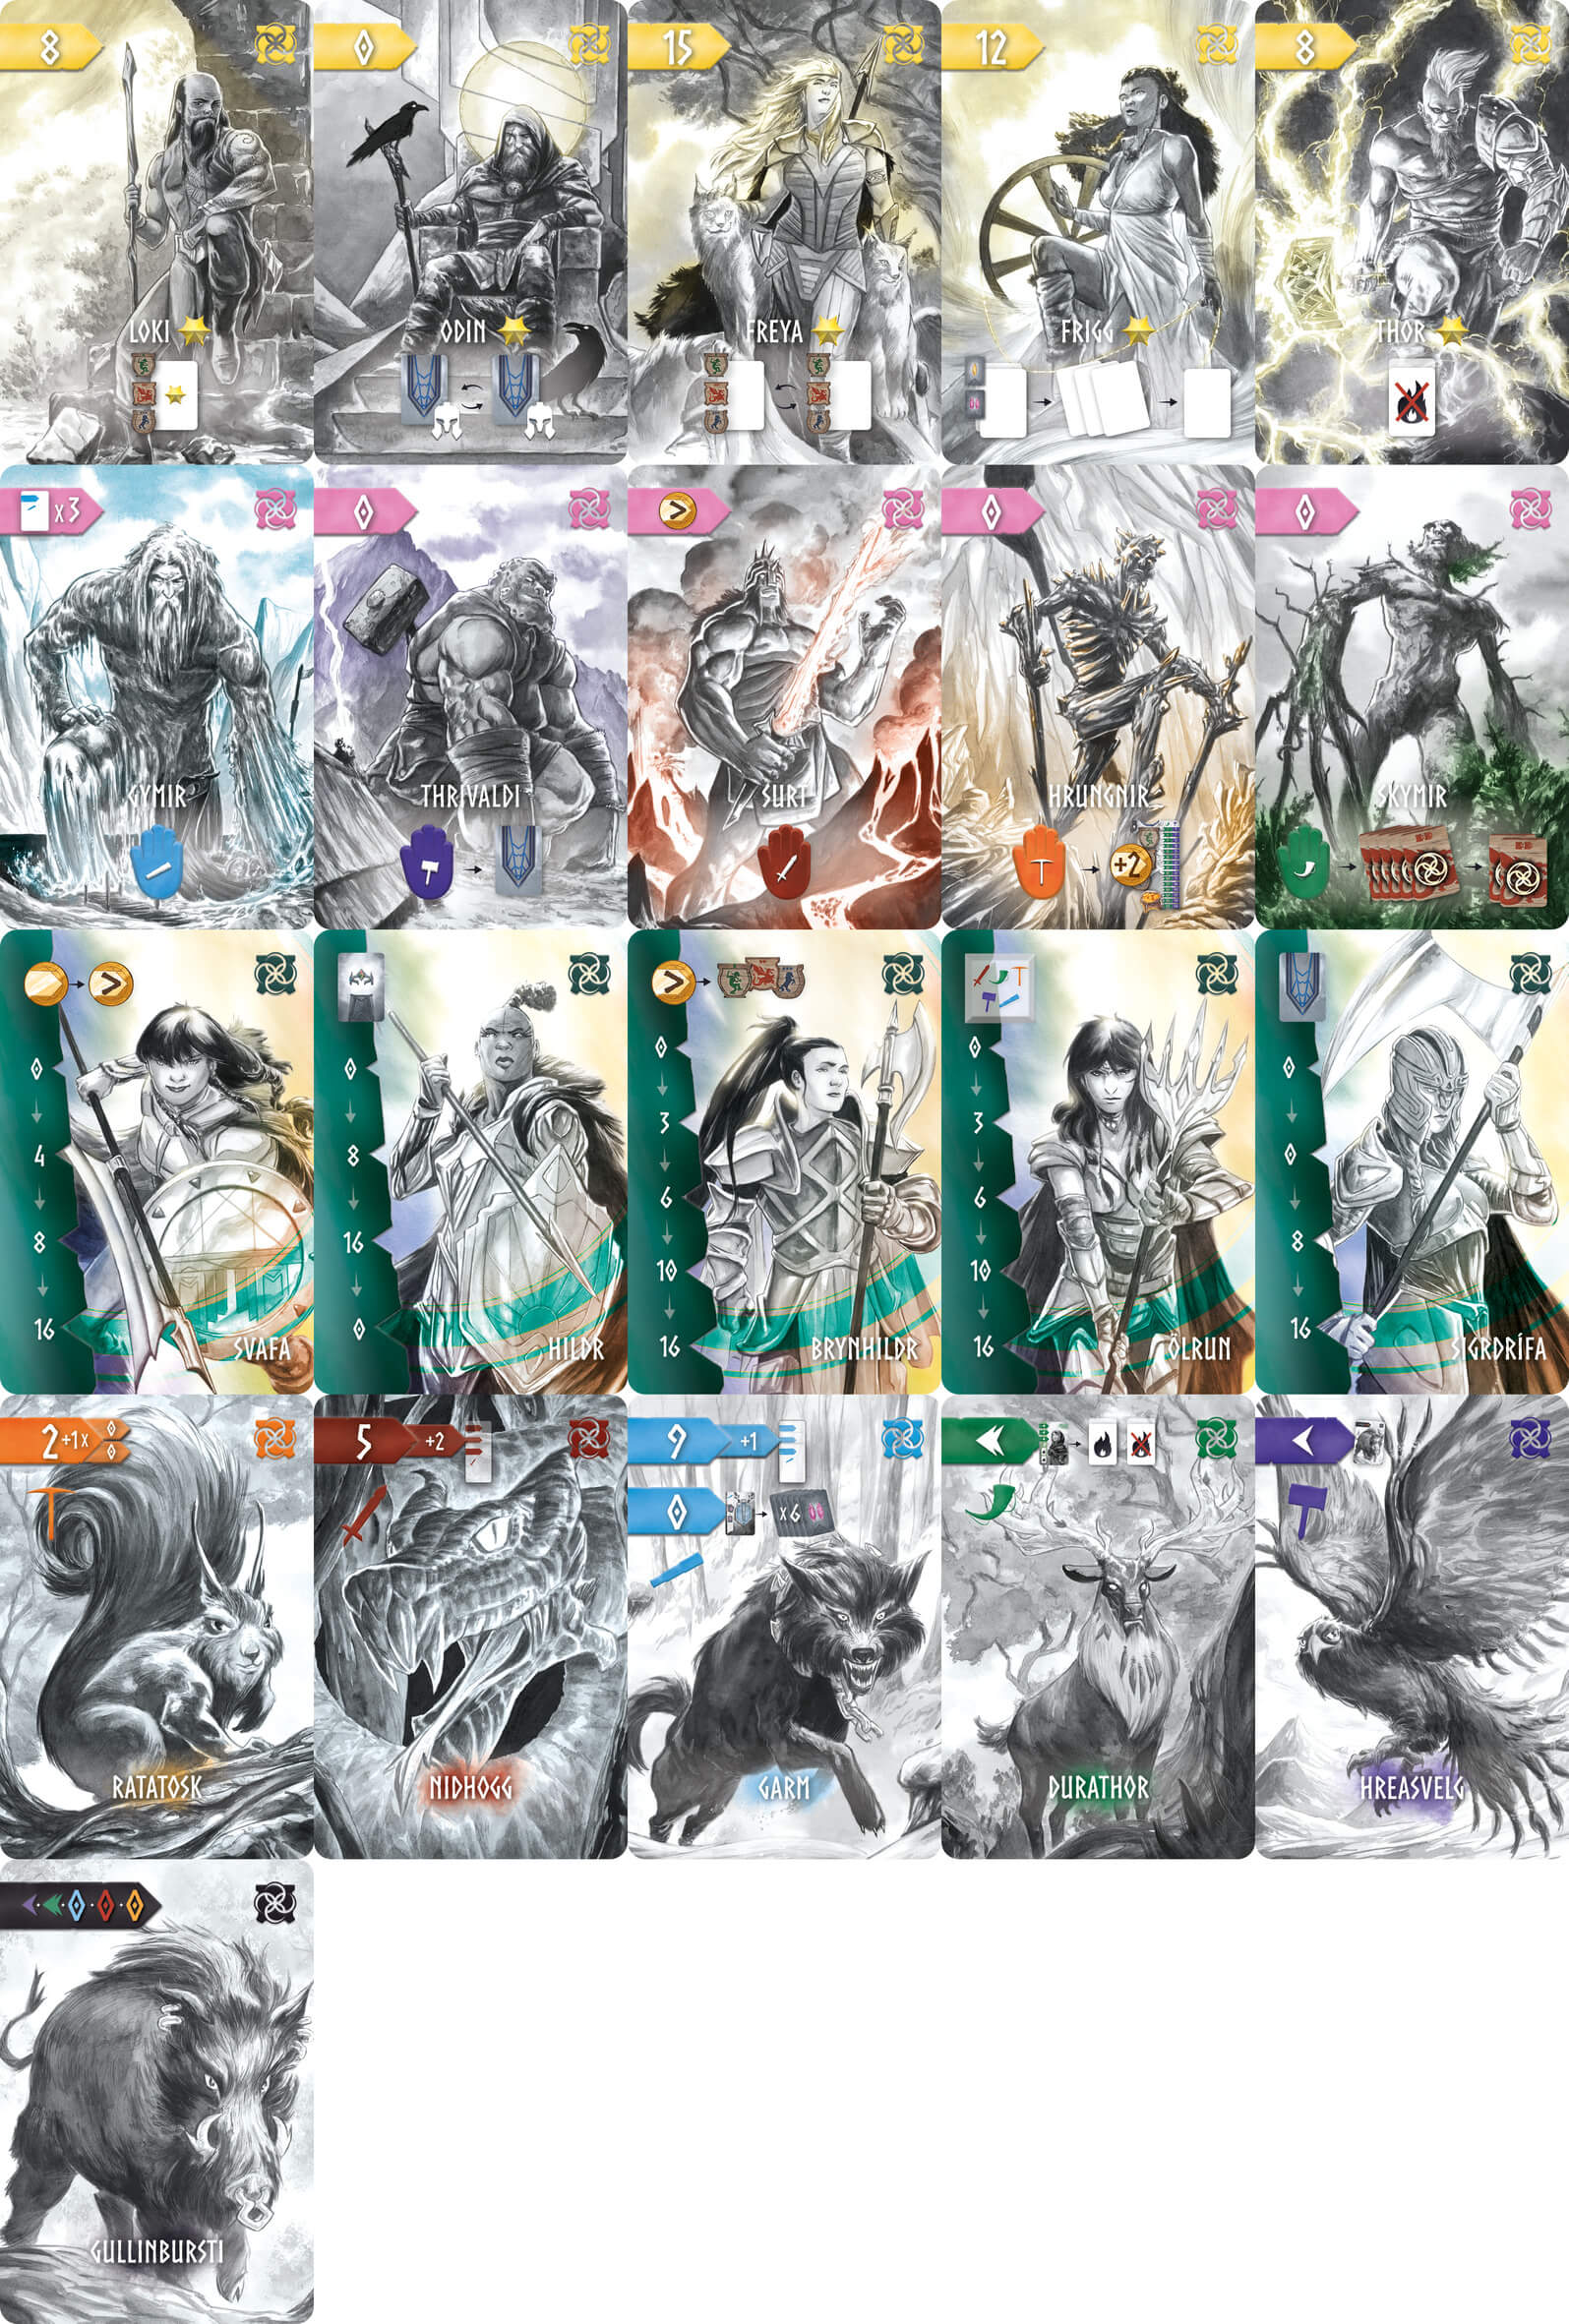 8
0
15
12
8
LOKI
ODIN
FREYA
FRIGG
THOR
x3
0
0
0
GYMIR
THRIVALDI
SURT
HRUNGNIR
SKYMIR
+2
0
4
8
16
SVAFA
0
8
16
0
HILDR
0
3
6
10
16
BRYNHILDR
0
3
6
10
16
ÖLRUN
0
0
8
16
SIGRDRÍFA
2 +1x 0 0
5 +2
9 +1
0 x6
RATATOSK
NIDHOGG
GARM
DURATHOR
HREASVELG
GULLINBURSTI